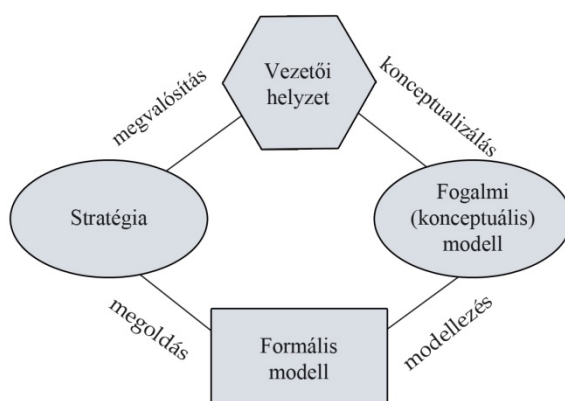 Vezetői
helyzet
megvalósítás
konceptualizálás
Stratégia
Fogalmi
(konceptuális)
modell
megoldás
modellezés
Formális
modell